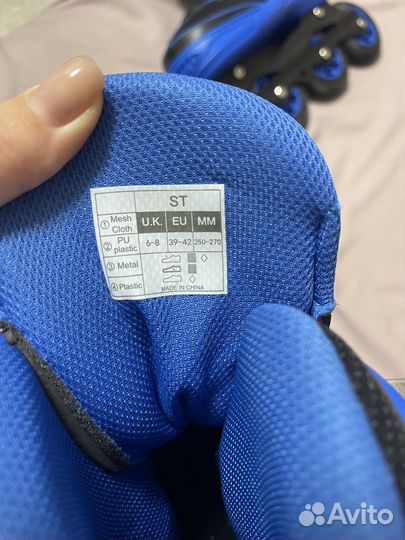 ST
① Mesh Cloth U.K. EU MM
② PU plastic 6-8 39-42 250-270
③ Metal
④ Plastic
MADE IN CHINA
Avito